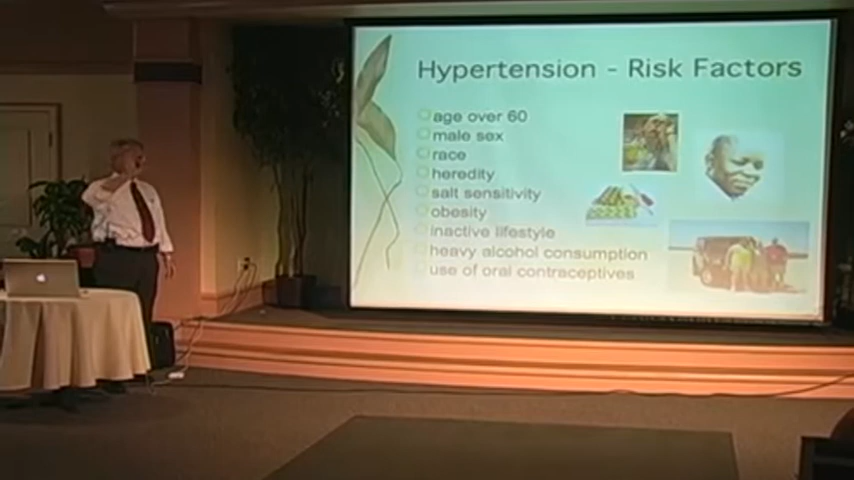 Hypertension - Risk Factors
age over 60
male sex
race
heredity
salt sensitivity
obesity
inactive lifestyle
heavy alcohol consumption
use of oral contraceptives